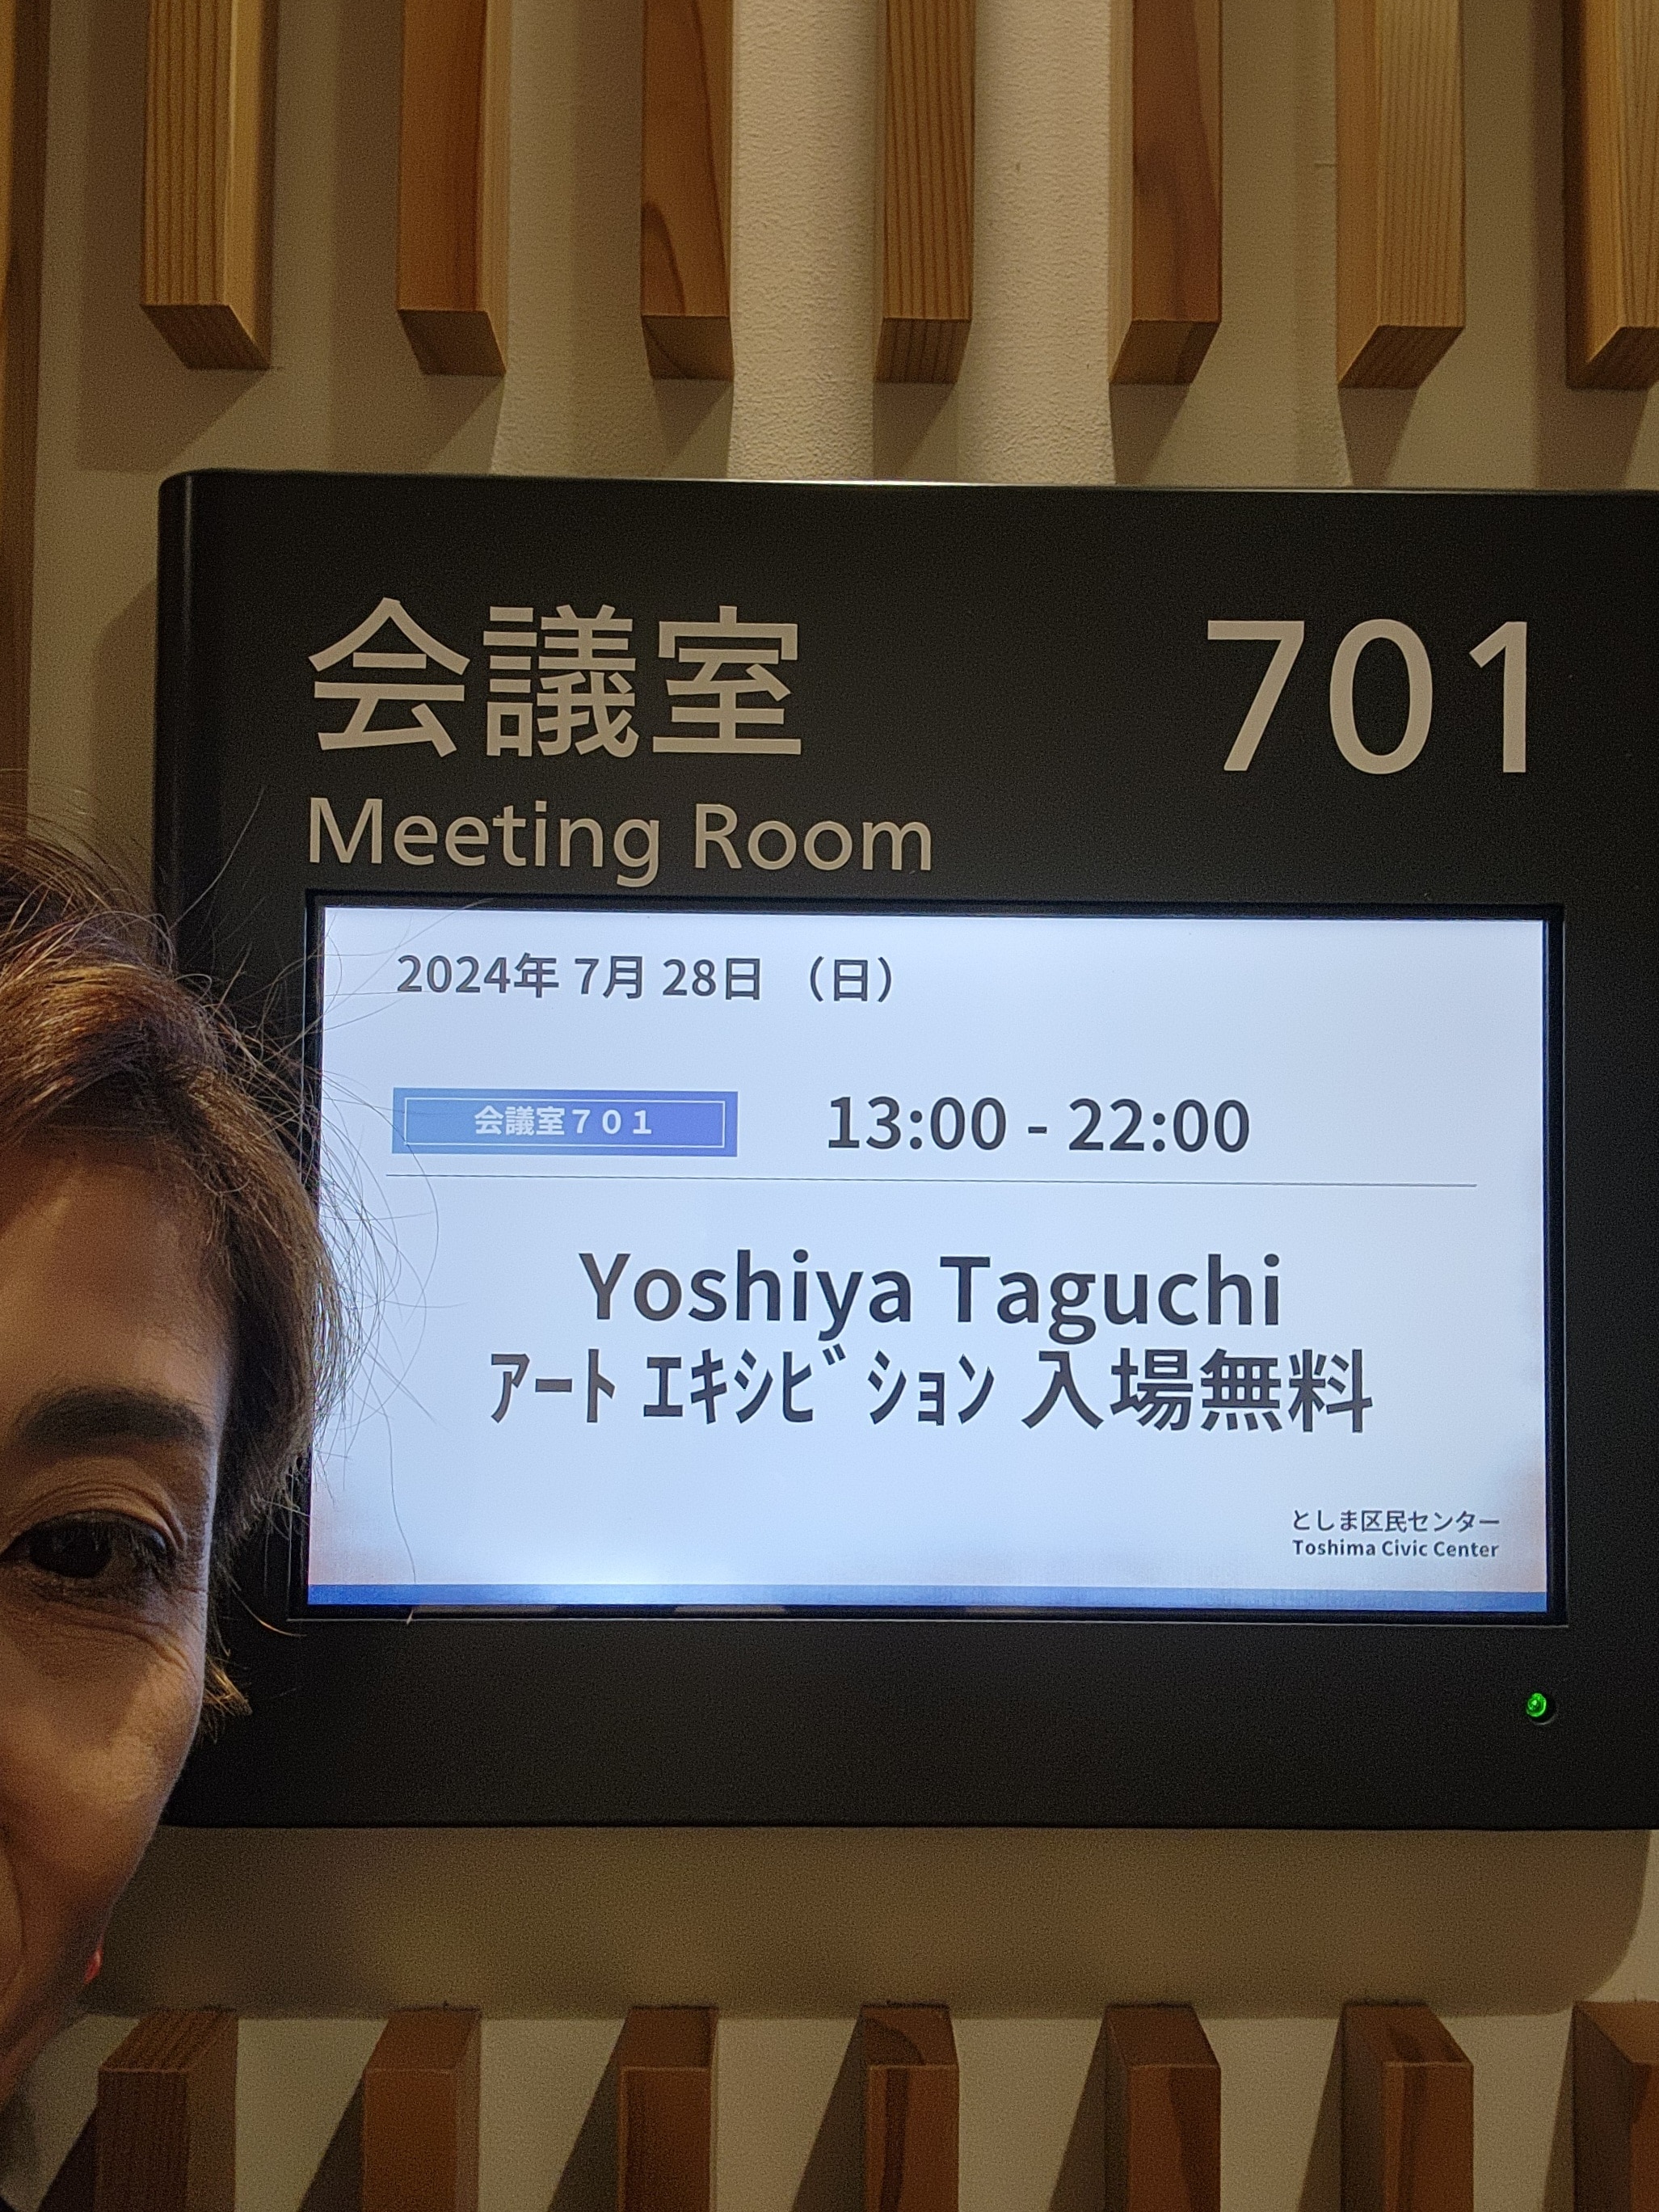 会議室 701
Meeting Room
2024年 7月 28日 （日）
会議室７０１ 13:00 - 22:00
Yoshiya Taguchi
ｱｰﾄ ｴｷｼﾋﾞｼｮﾝ 入場無料
としま区民センター
Toshima Civic Center